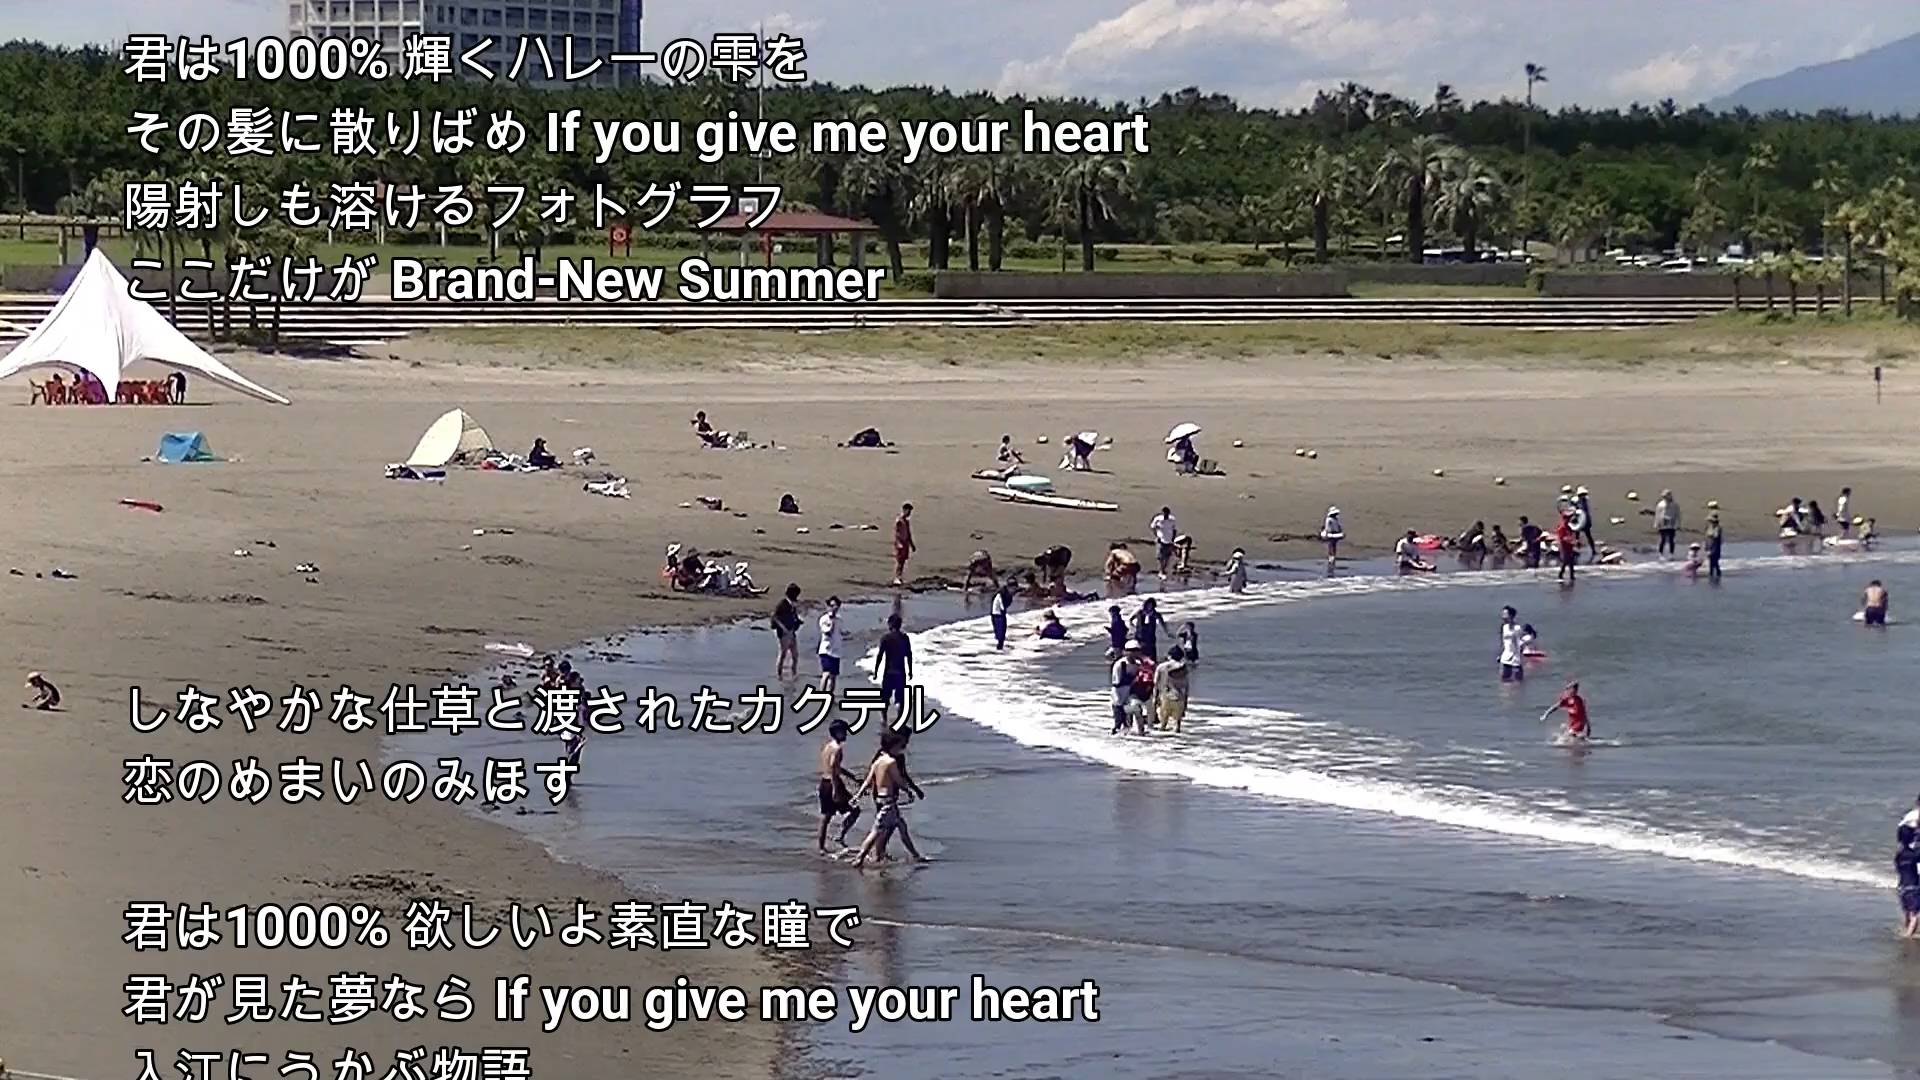 君は1000% 輝くハレーの雫を
その髪に散りばめ If you give me your heart
陽射しも溶けるフォトグラフ
ここだけが Brand-New Summer
しなやかな仕草と渡されたカクテル
恋のめまいのみほす
君は1000% 欲しいよ素直な瞳で
君が見た夢なら If you give me your heart
入江にうかぶ物語